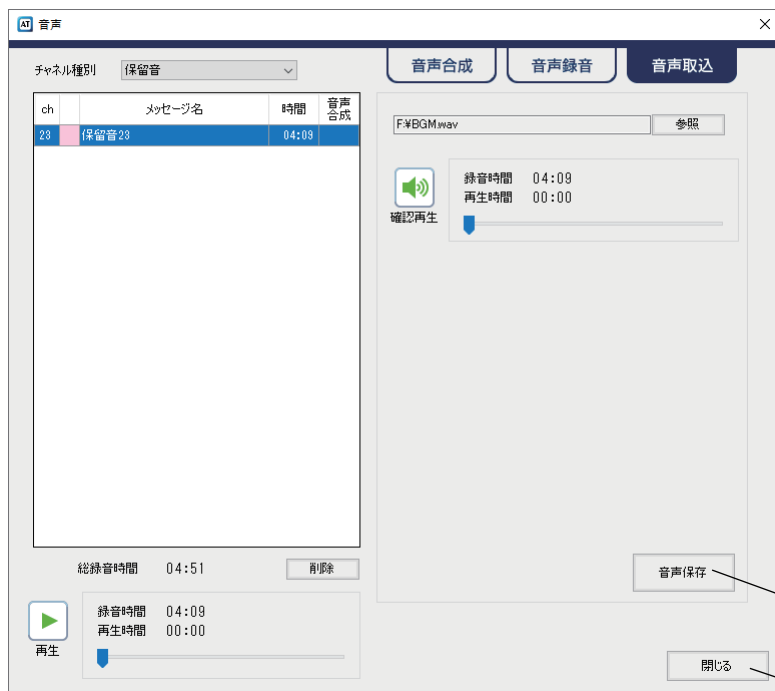 AT 音声
チャネル種別 保留音
音声合成 音声録音 音声取込
ch メッセージ名 時間 音声
合成
23 保留音23 04:09
F:¥BGM.wav 参照
録音時間 04:09
再生時間 00:00
確認再生
総録音時間 04:51 削除
音声保存
録音時間 04:09
再生時間 00:00
再生
閉じる